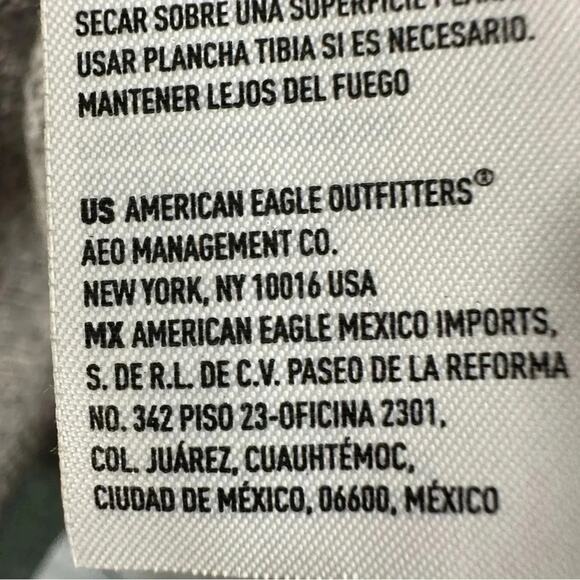 SECAR SOBRE UNA SUPERFICIE
USAR PLANCHA TIBIA SI ES NECESARIO.
MANTENER LEJOS DEL FUEGO
US AMERICAN EAGLE OUTFITTERS®
AEO MANAGEMENT CO.
NEW YORK, NY 10016 USA
MX AMERICAN EAGLE MEXICO IMPORTS,
S. DE R.L. DE C.V. PASEO DE LA REFORMA
NO. 342 PISO 23-OFICINA 2301,
COL. JUÁREZ, CUAUHTÉMOC,
CIUDAD DE MÉXICO, 06600, MÉXICO